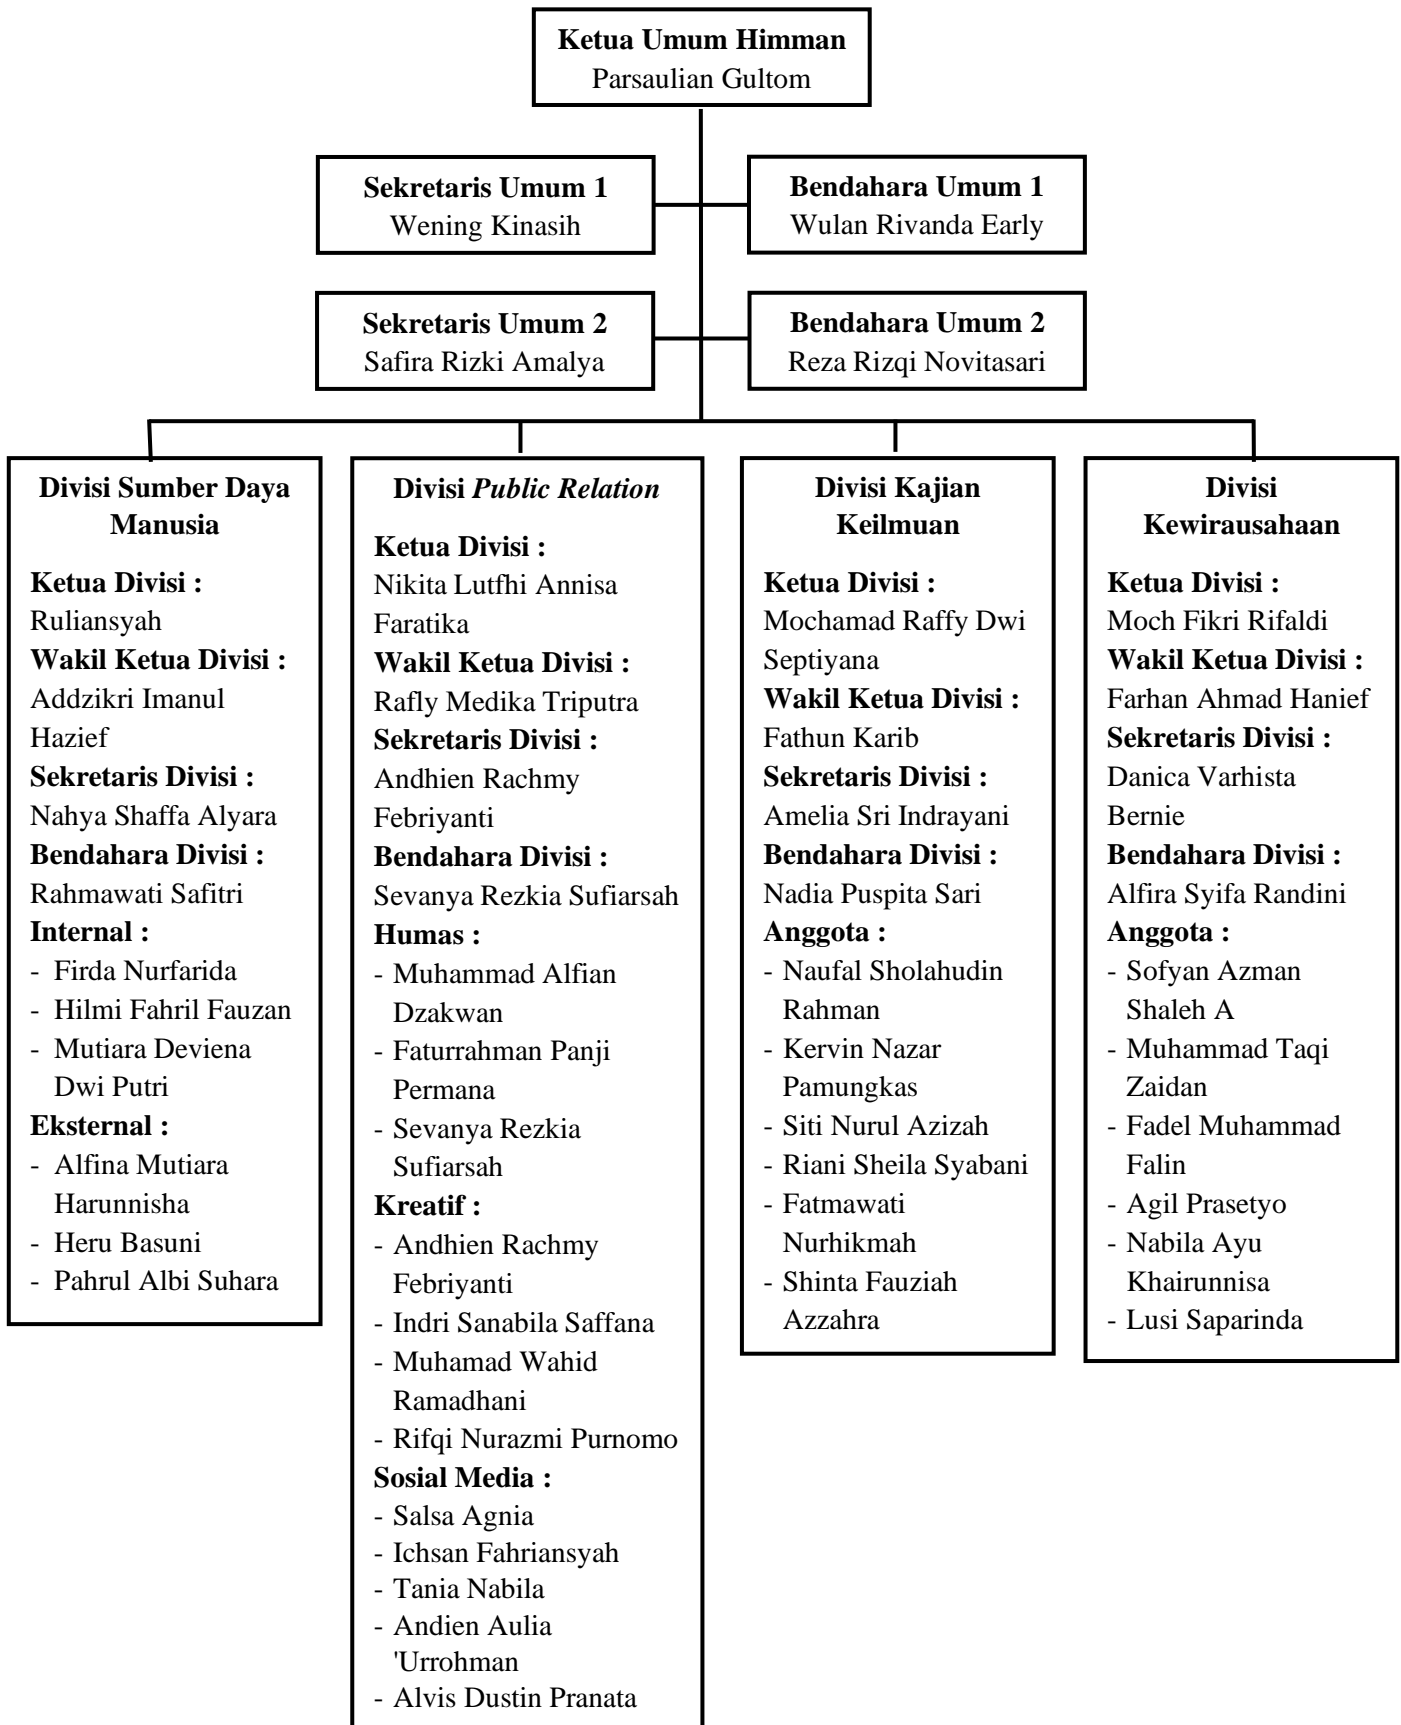 Ketua Umum Himman
Parsaulian Gultom
Sekretaris Umum 1
Wening Kinasih
Bendahara Umum 1
Wulan Rivanda Early
Sekretaris Umum 2
Safira Rizki Amalya
Bendahara Umum 2
Reza Rizqi Novitasari
Divisi Sumber Daya
Manusia
Ketua Divisi :
Ruliansyah
Wakil Ketua Divisi :
Addzikri Imanul
Hazief
Sekretaris Divisi :
Nahya Shaffa Alyara
Bendahara Divisi :
Rahmawati Safitri
Internal :
- Firda Nurfarida
- Hilmi Fahril Fauzan
- Mutiara Deviena
Dwi Putri
Eksternal :
- Alfina Mutiara
Harunnisha
- Heru Basuni
- Pahrul Albi Suhara
Divisi Public Relation
Ketua Divisi :
Nikita Lutfhi Annisa
Faratika
Wakil Ketua Divisi :
Rafly Medika Triputra
Sekretaris Divisi :
Andhien Rachmy
Febriyanti
Bendahara Divisi :
Sevanya Rezkia Sufiarsah
Humas :
- Muhammad Alfian
Dzakwan
- Faturrahman Panji
Permana
- Sevanya Rezkia
Sufiarsah
Kreatif :
- Andhien Rachmy
Febriyanti
- Indri Sanabila Saffana
- Muhamad Wahid
Ramadhani
- Rifqi Nurazmi Purnomo
Sosial Media :
- Salsa Agnia
- Ichsan Fahriansyah
- Tania Nabila
- Andien Aulia
'Urrohman
- Alvis Dustin Pranata
Divisi Kajian
Keilmuan
Ketua Divisi :
Mochamad Raffy Dwi
Septiyana
Wakil Ketua Divisi :
Fathun Karib
Sekretaris Divisi :
Amelia Sri Indrayani
Bendahara Divisi :
Nadia Puspita Sari
Anggota :
- Naufal Sholahudin
Rahman
- Kervin Nazar
Pamungkas
- Siti Nurul Azizah
- Riani Sheila Syabani
- Fatmawati
Nurhikmah
- Shinta Fauziah
Azzahra
Divisi
Kewirausahaan
Ketua Divisi :
Moch Fikri Rifaldi
Wakil Ketua Divisi :
Farhan Ahmad Hanief
Sekretaris Divisi :
Danica Varhista
Bernie
Bendahara Divisi :
Alfira Syifa Randini
Anggota :
- Sofyan Azman
Shaleh A
- Muhammad Taqi
Zaidan
- Fadel Muhammad
Falin
- Agil Prasetyo
- Nabila Ayu
Khairunnisa
- Lusi Saparinda